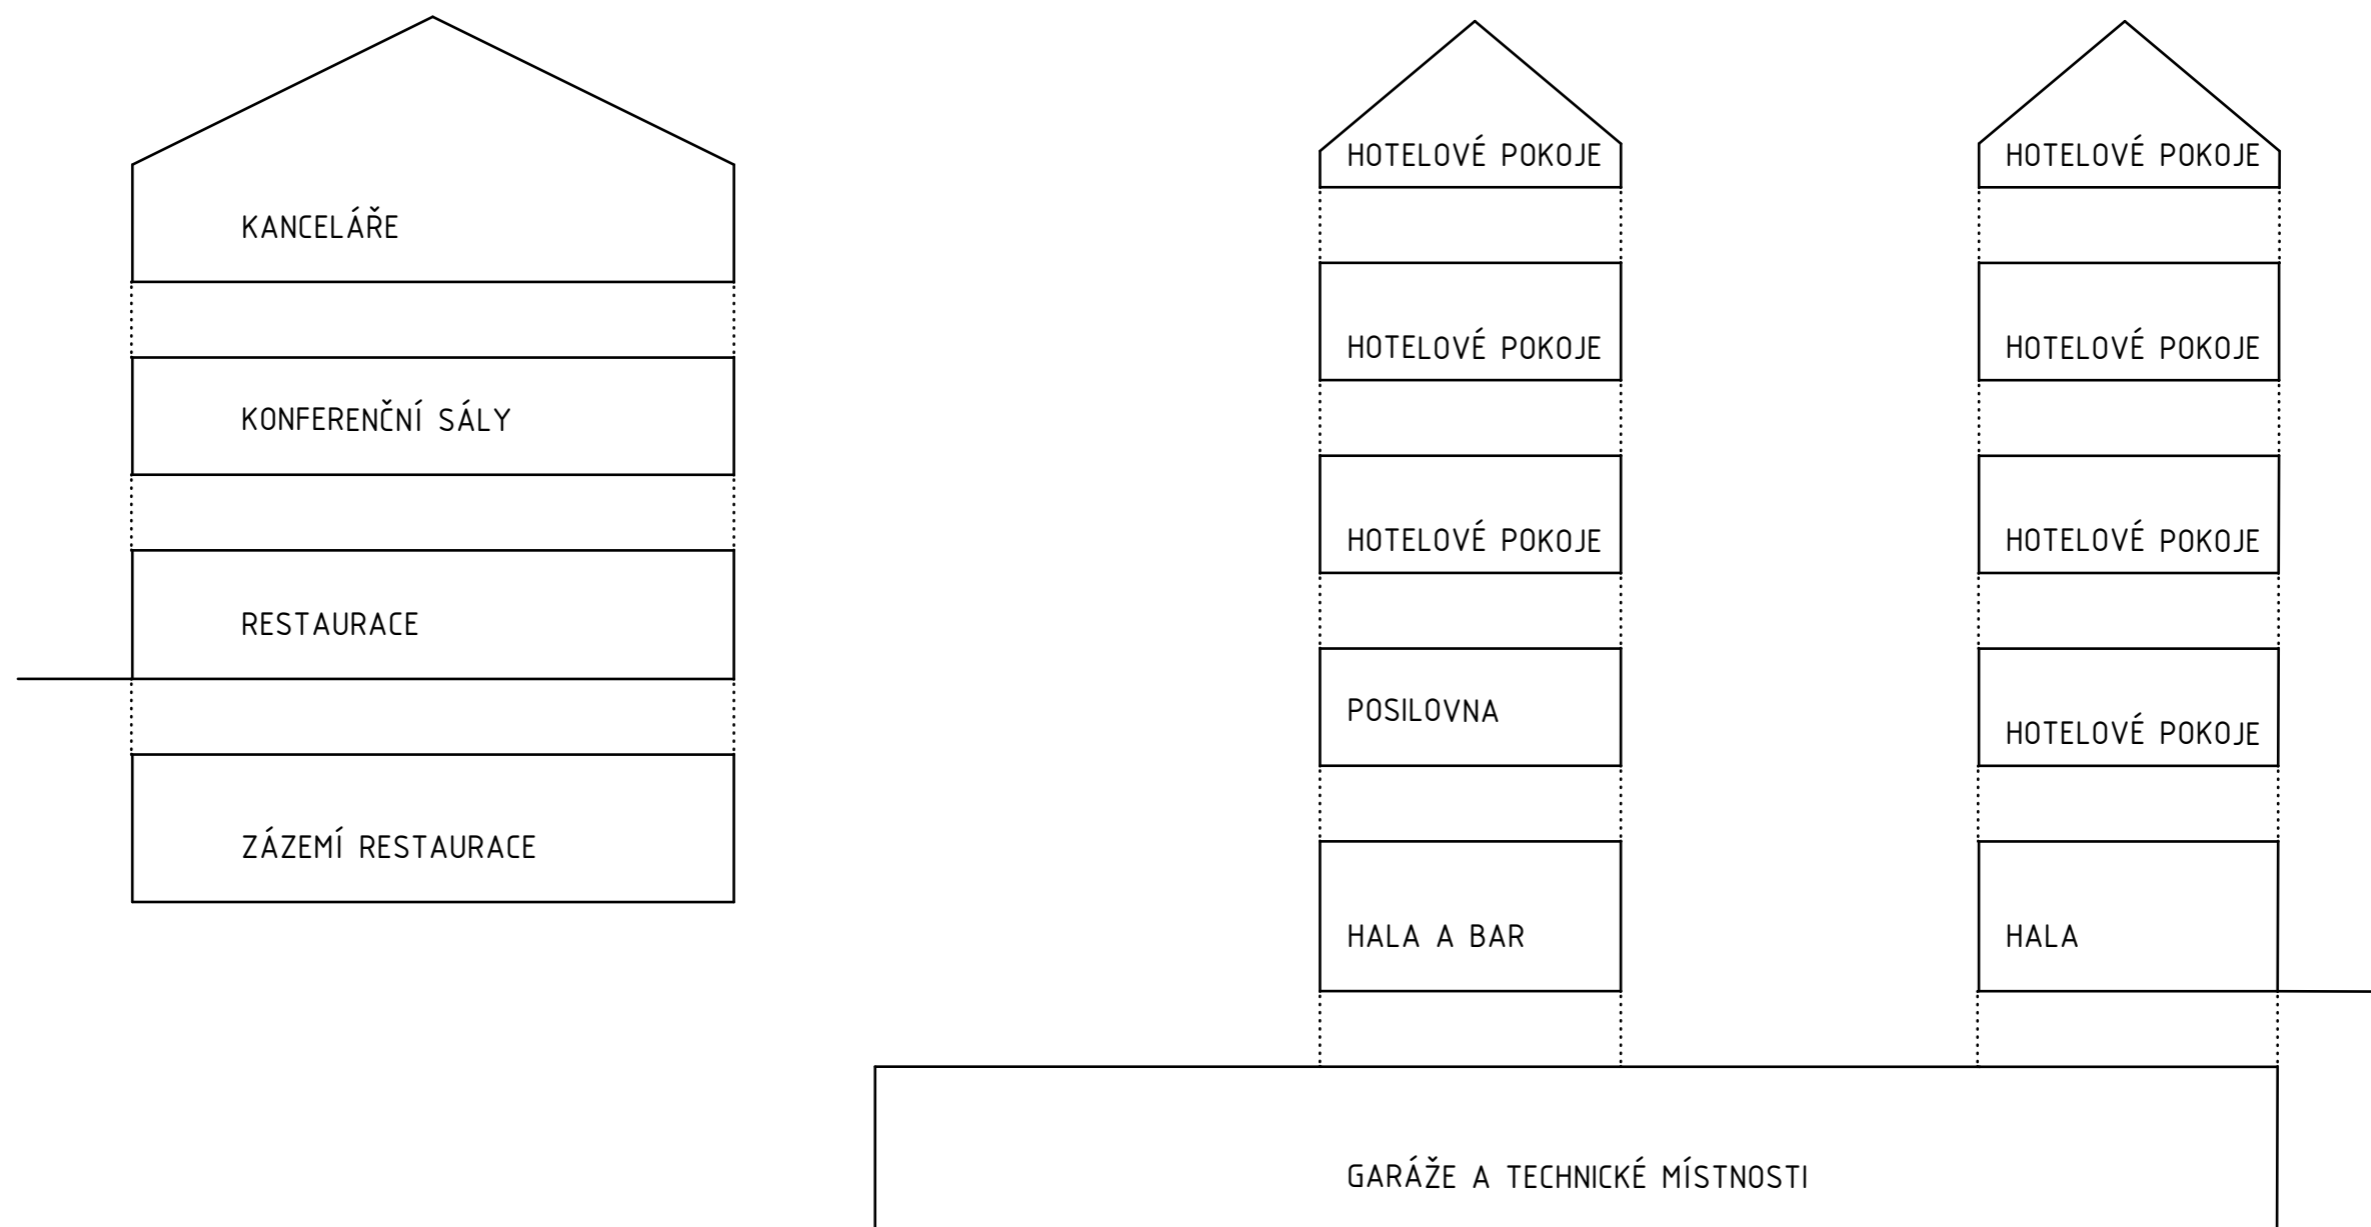 KANCELÁŘE
KONFERENČNÍ SÁLY
RESTAURACE
ZÁZEMÍ RESTAURACE
HOTELOVÉ POKOJE
HOTELOVÉ POKOJE
HOTELOVÉ POKOJE
POSILOVNA
HALA A BAR
HOTELOVÉ POKOJE
HOTELOVÉ POKOJE
HOTELOVÉ POKOJE
HOTELOVÉ POKOJE
HALA
GARÁŽE A TECHNICKÉ MÍSTNOSTI